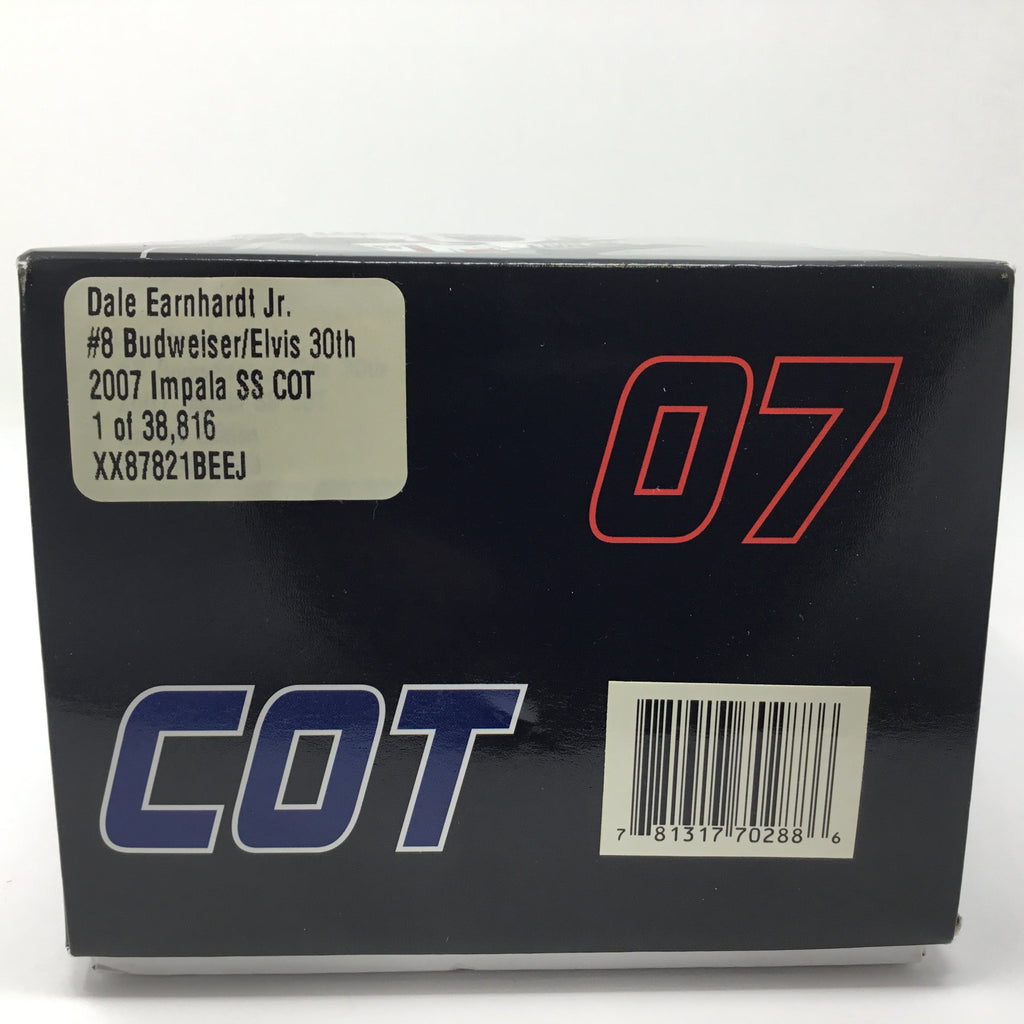 Dale Earnhardt Jr.
#8 Budweiser/Elvis 30th
2007 Impala SS COT
1 of 38,816
XX87821BEEJ
07
COT
7 81317 70288 6